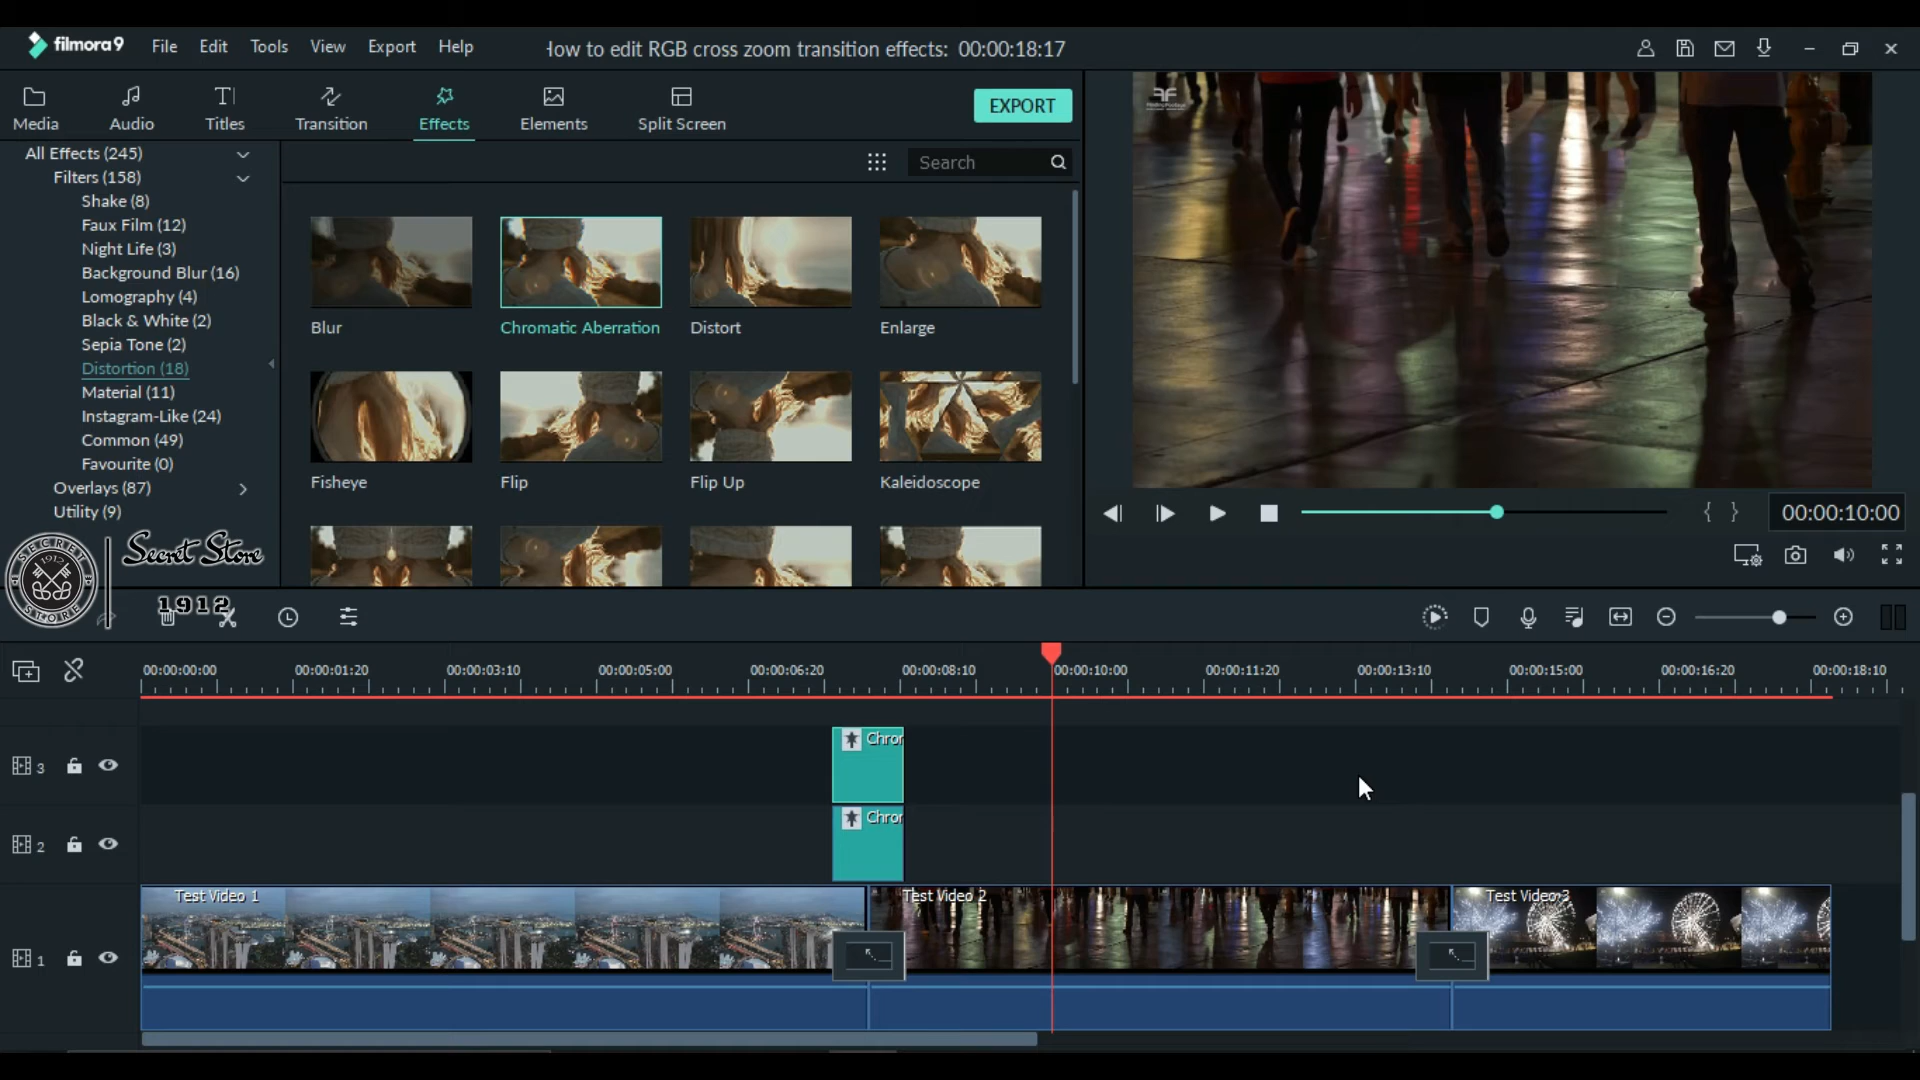 filmora9
File Edit Tools View Export Help
How to edit RGB cross zoom transition effects: 00:00:18:17
Media
Audio
Titles
Transition
Effects
Elements
Split Screen
EXPORT
All Effects (245)
Filters (158)
Shake (8)
Faux Film (12)
Night Life (3)
Background Blur (16)
Lomography (4)
Black & White (2)
Sepia Tone (2)
Distortion (18)
Material (11)
Instagram-Like (24)
Common (49)
Favourite (0)
Overlays (87)
Utility (9)
Search
Blur
Chromatic Aberration
Distort
Enlarge
Fisheye
Flip
Flip Up
Kaleidoscope
SECRET
1912
STORE
Secret Store
1912
{ }
00:00:10:00
00:00:00:00
00:00:01:20
00:00:03:10
00:00:05:00
00:00:06:20
00:00:08:10
00:00:10:00
00:00:11:20
00:00:13:10
00:00:15:00
00:00:16:20
00:00:18:10
3
Chror
2
Chror
1
Test Video 1
Test Video 2
Test Video 3